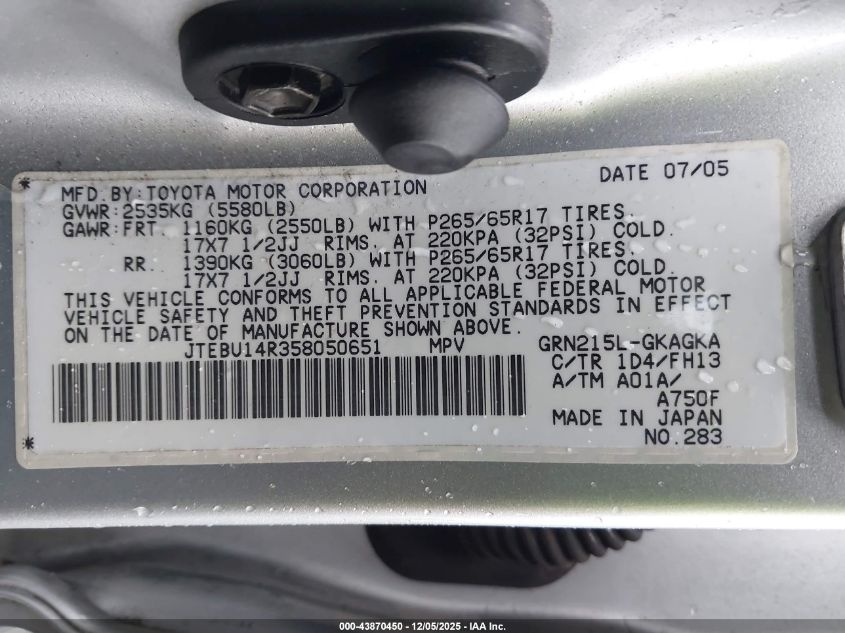 DATE 07/05
MFD. BY: TOYOTA MOTOR CORPORATION
GVWR: 2535KG (5580LB)
GAWR: FRT. 1160KG (2550LB) WITH P265/65R17 TIRES.
17X7 1/2JJ RIMS. AT 220KPA (32PSI) COLD.
RR. 1390KG (3060LB) WITH P265/65R17 TIRES.
17X7 1/2JJ RIMS. AT 220KPA (32PSI) COLD.
THIS VEHICLE CONFORMS TO ALL APPLICABLE FEDERAL MOTOR
VEHICLE SAFETY AND THEFT PREVENTION STANDARDS IN EFFECT
ON THE DATE OF MANUFACTURE SHOWN ABOVE.
JTEBU14R358050651 MPV GRN215L-GKAGKA
C/TR 1D4/FH13
A/TM A01A/
A750F
MADE IN JAPAN
NO. 283
000-43870450 - 12/05/2025 - IAA Inc.